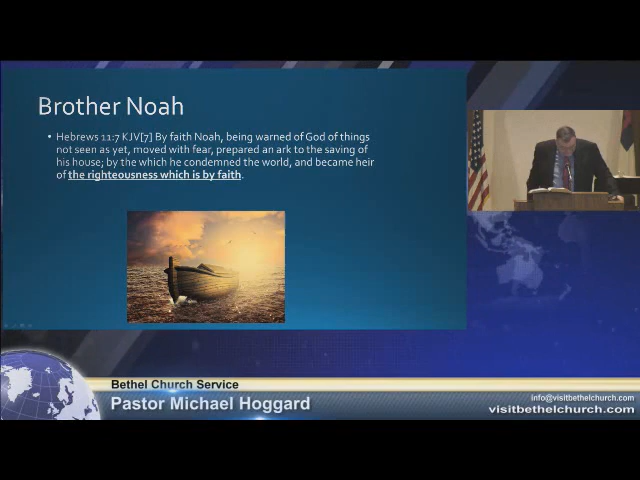 Brother Noah
• Hebrews 11:7 KJV[7] By faith Noah, being warned of God of things
not seen as yet, moved with fear, prepared an ark to the saving of
his house; by the which he condemned the world, and became heir
of the righteousness which is by faith.
Bethel Church Service
Pastor Michael Hoggard
info@visitbethelchurch.com
visitbethelchurch.com